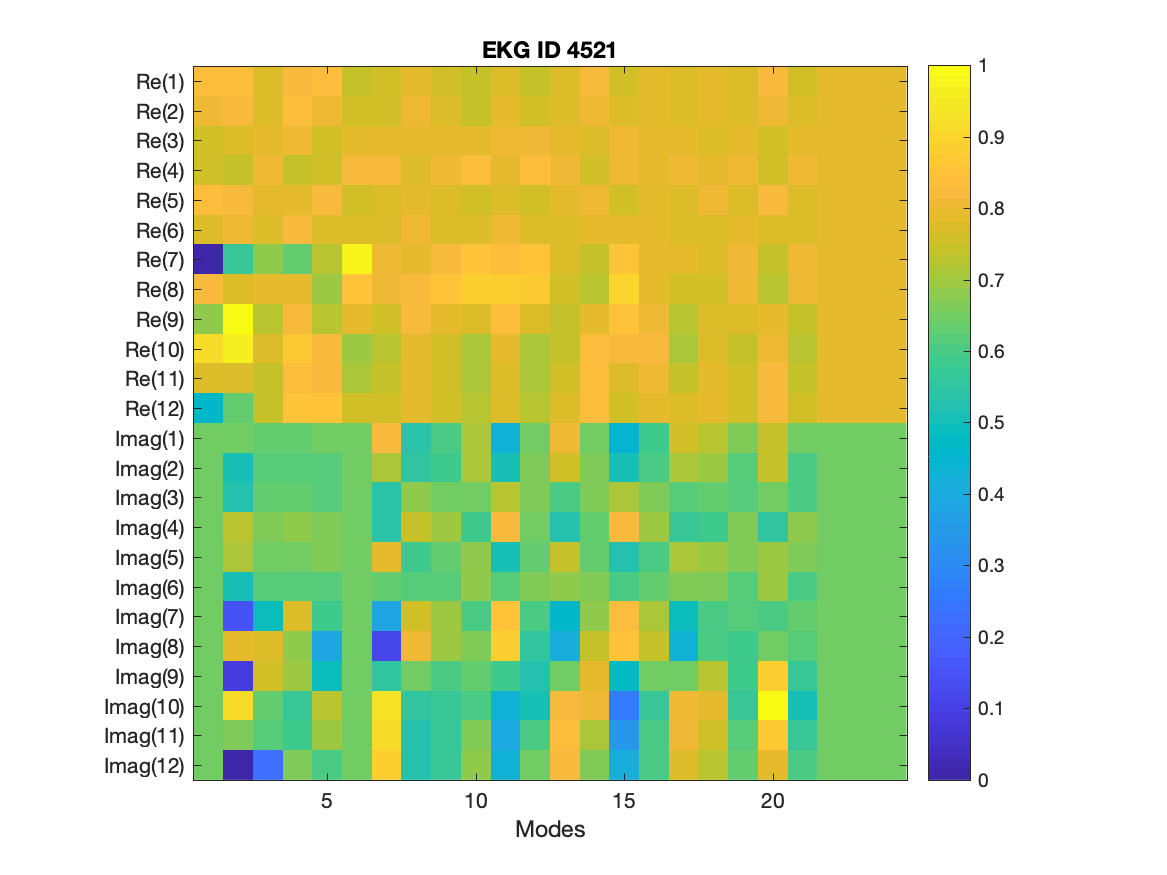 EKG ID 4521
Re(1)
Re(2)
Re(3)
Re(4)
Re(5)
Re(6)
Re(7)
Re(8)
Re(9)
Re(10)
Re(11)
Re(12)
Imag(1)
Imag(2)
Imag(3)
Imag(4)
Imag(5)
Imag(6)
Imag(7)
Imag(8)
Imag(9)
Imag(10)
Imag(11)
Imag(12)
5 10 15 20
Modes
1
0.9
0.8
0.7
0.6
0.5
0.4
0.3
0.2
0.1
0